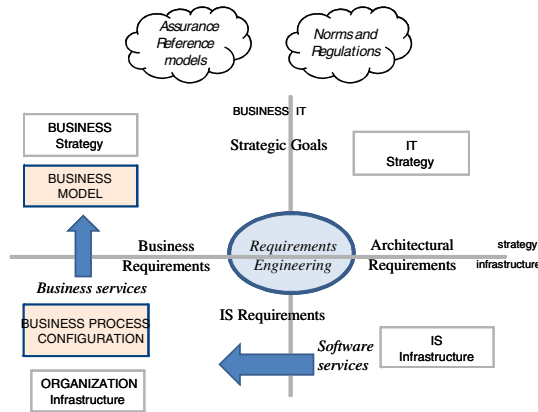 Assurance
Reference
models
Norms and
Regulations
BUSINESS IT
BUSINESS
Strategy
Strategic Goals
IT
Strategy
BUSINESS
MODEL
Business
Requirements
Requirements
Engineering
Architectural
Requirements
strategy
infrastructure
Business services
IS Requirements
BUSINESS PROCESS
CONFIGURATION
Software
services
IS
Infrastructure
ORGANIZATION
Infrastructure